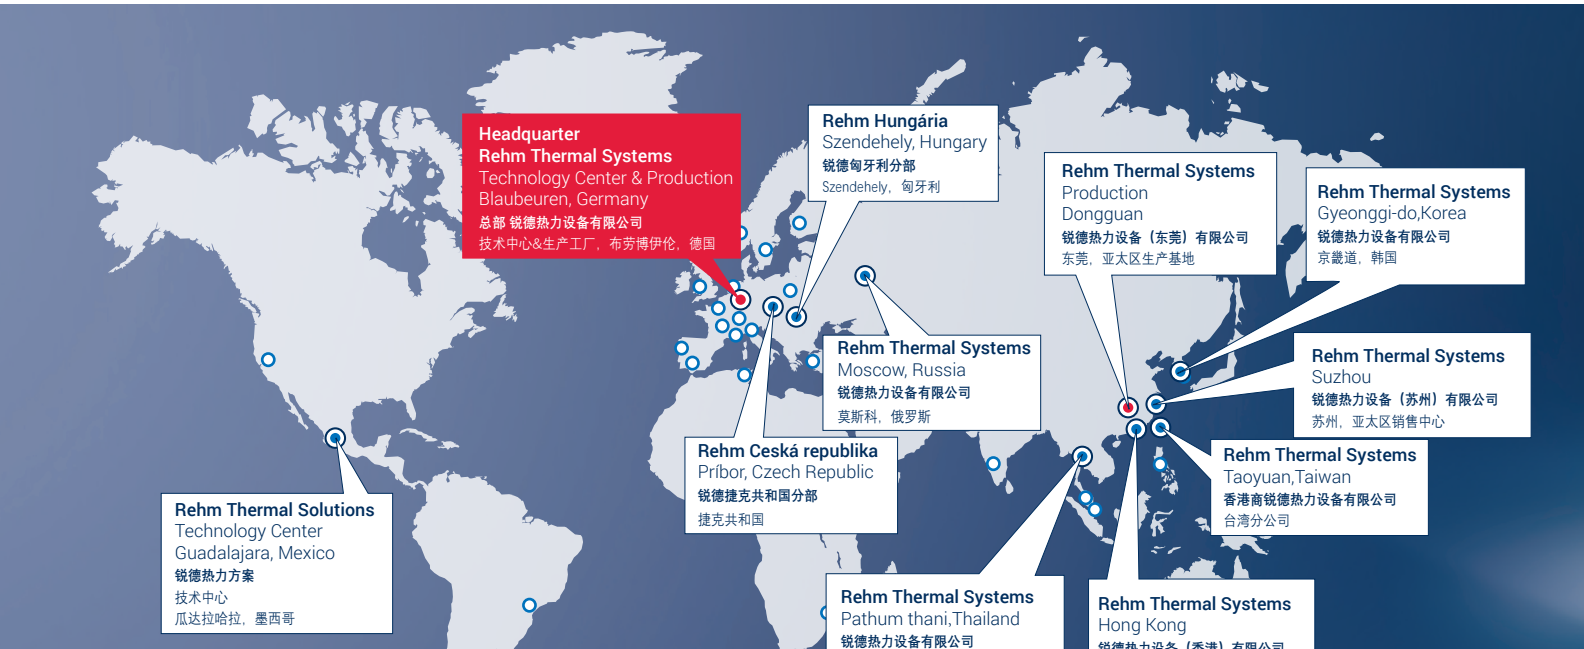 Headquarter
Rehm Thermal Systems
Technology Center & Production
Blaubeuren, Germany
总部 锐德热力设备有限公司
技术中心&生产工厂，布劳博伊伦，德国
Rehm Hungária
Szendehely, Hungary
锐德匈牙利分部
Szendehely，匈牙利
Rehm Thermal Systems
Production
Dongguan
锐德热力设备（东莞）有限公司
东莞，亚太区生产基地
Rehm Thermal Systems
Gyeonggi-do,Korea
锐德热力设备有限公司
京畿道，韩国
Rehm Thermal Systems
Moscow, Russia
锐德热力设备有限公司
莫斯科，俄罗斯
Rehm Thermal Systems
Suzhou
锐德热力设备（苏州）有限公司
苏州，亚太区销售中心
Rehm Ceská republika
Príbor, Czech Republic
锐德捷克共和国分部
捷克共和国
Rehm Thermal Systems
Taoyuan,Taiwan
香港商锐德热力设备有限公司
台湾分公司
Rehm Thermal Solutions
Technology Center
Guadalajara, Mexico
锐德热力方案
技术中心
瓜达拉哈拉，墨西哥
Rehm Thermal Systems
Pathum thani,Thailand
锐德热力设备有限公司
Rehm Thermal Systems
Hong Kong
锐德热力设备（香港）有限公司